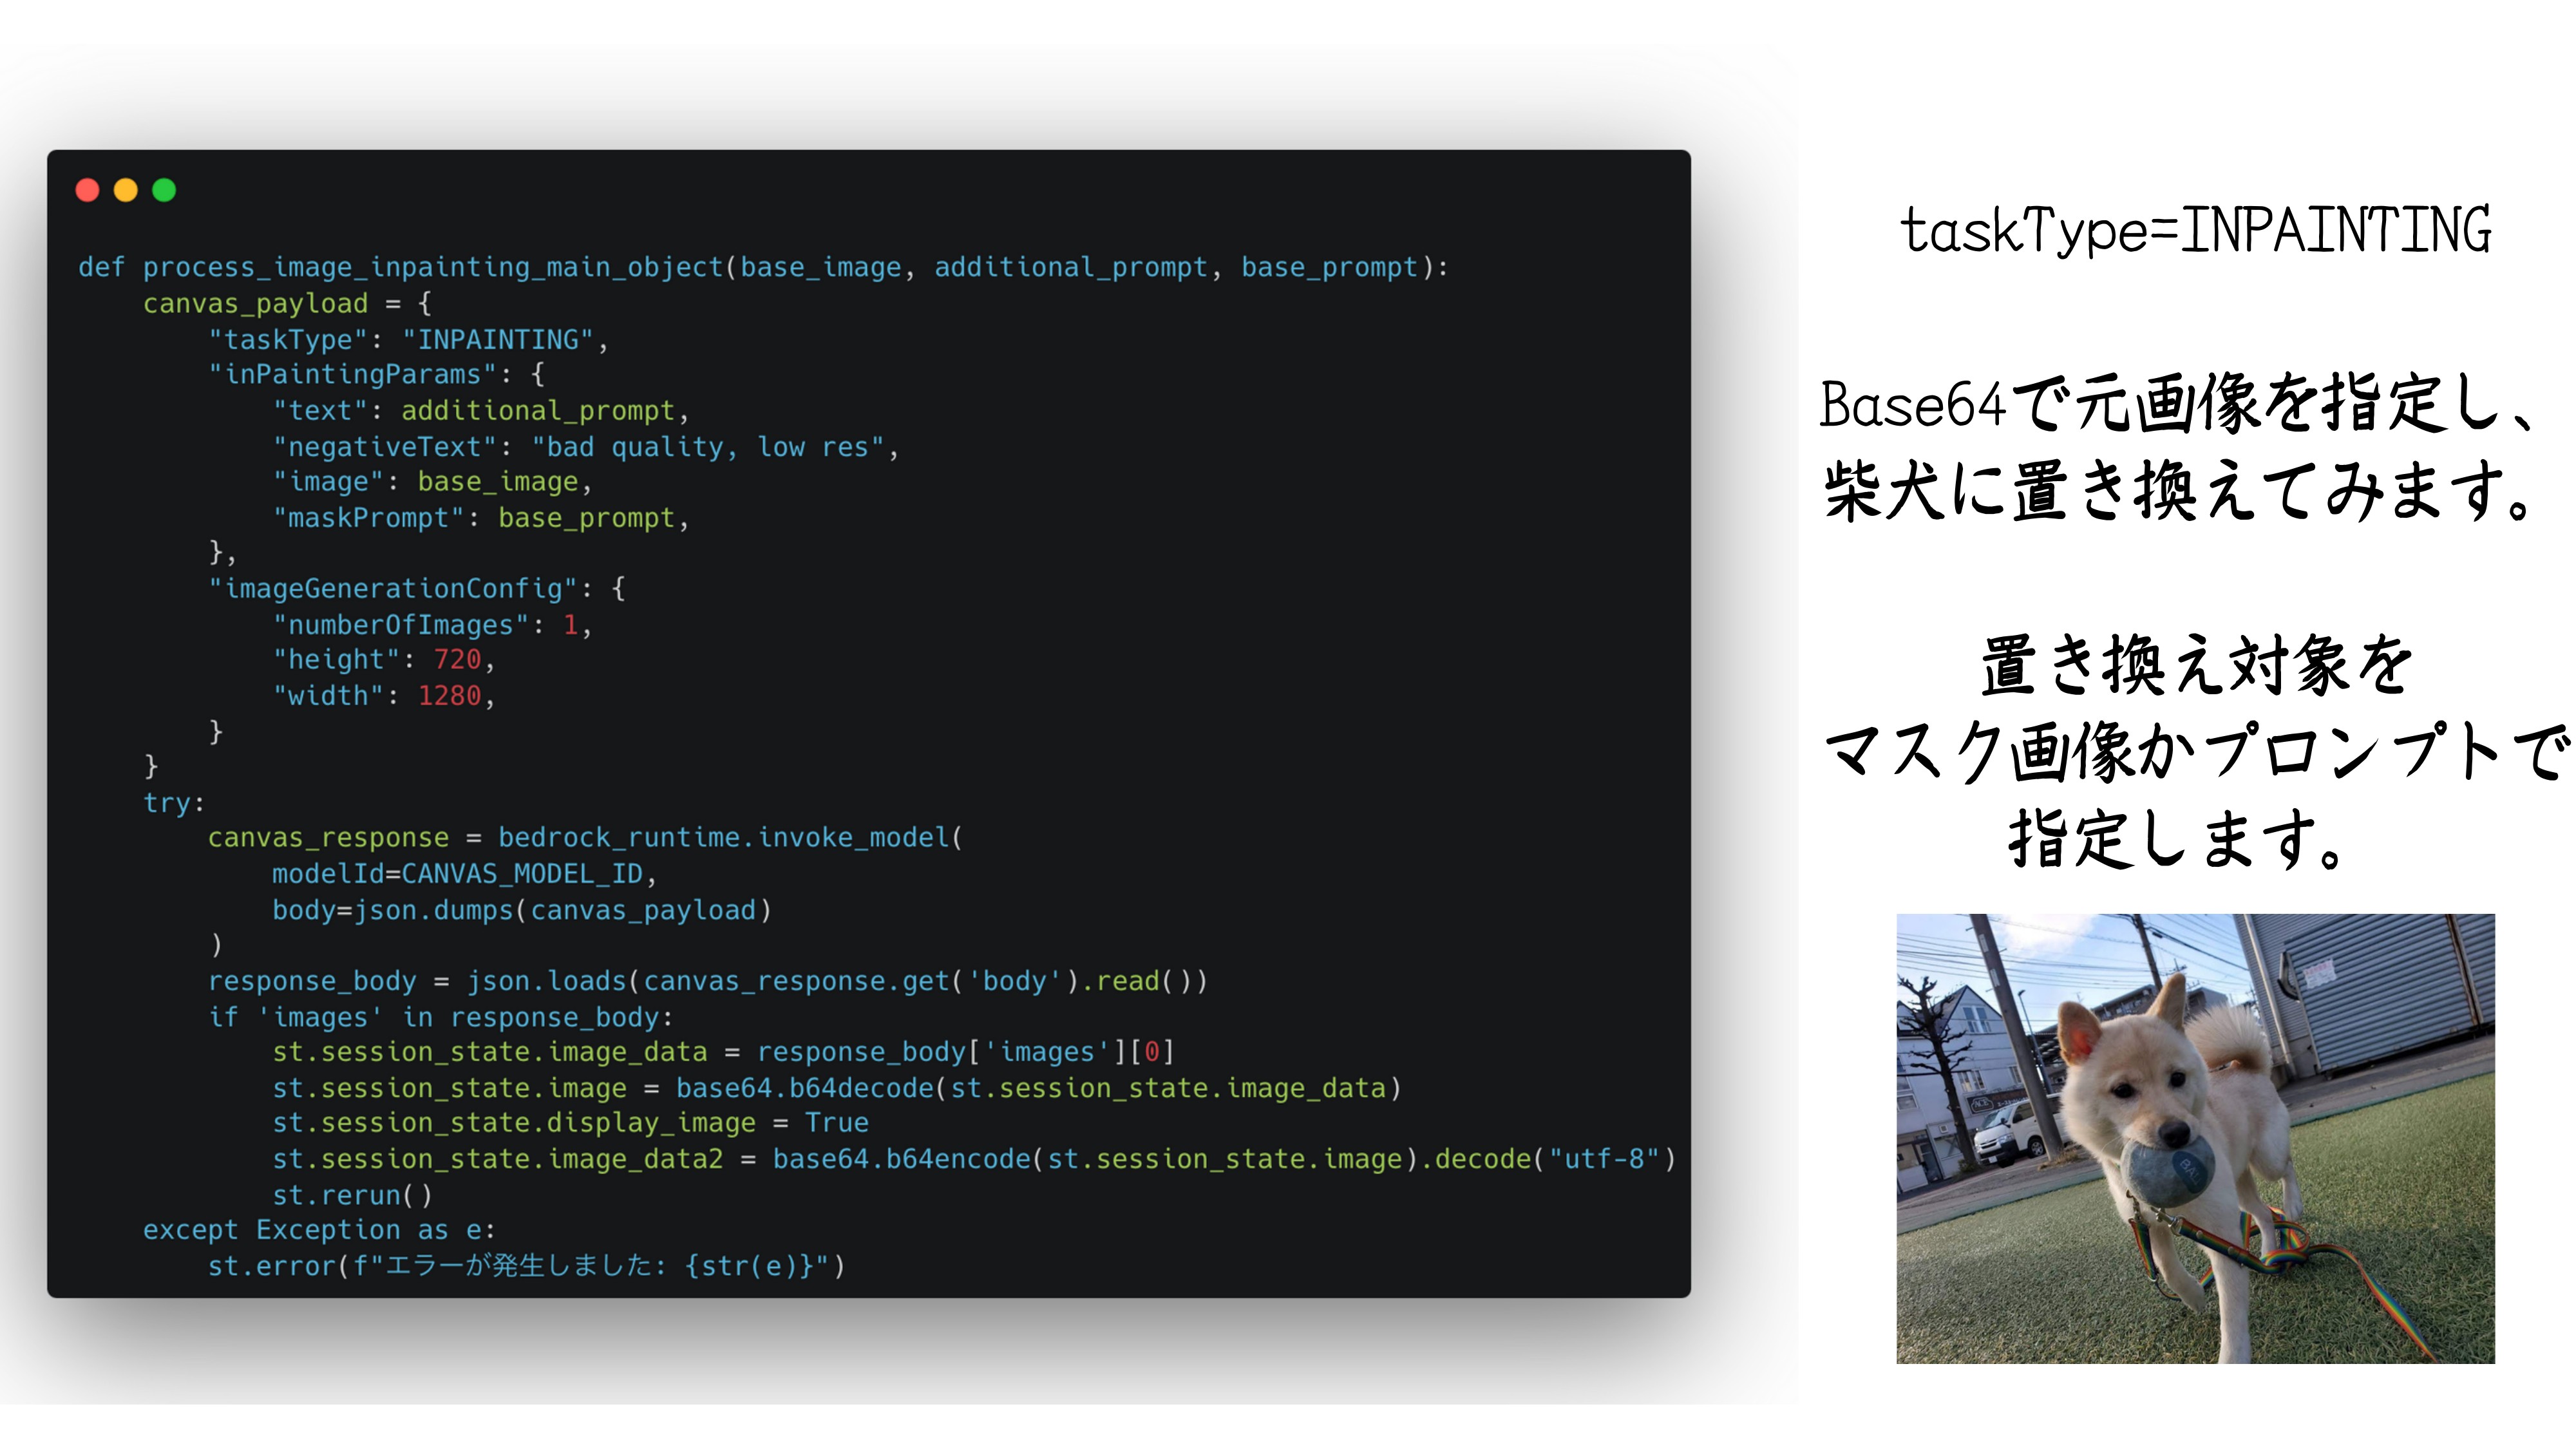 def process_image_inpainting_main_object(base_image, additional_prompt, base_prompt):
    canvas_payload = {
        "taskType": "INPAINTING",
        "inPaintingParams": {
            "text": additional_prompt,
            "negativeText": "bad quality, low res",
            "image": base_image,
            "maskPrompt": base_prompt,
        },
        "imageGenerationConfig": {
            "numberOfImages": 1,
            "height": 720,
            "width": 1280,
        }
    }
    try:
        canvas_response = bedrock_runtime.invoke_model(
            modelId=CANVAS_MODEL_ID,
            body=json.dumps(canvas_payload)
        )
        response_body = json.loads(canvas_response.get('body').read())
        if 'images' in response_body:
            st.session_state.image_data = response_body['images'][0]
            st.session_state.image = base64.b64decode(st.session_state.image_data)
            st.session_state.display_image = True
            st.session_state.image_data2 = base64.b64encode(st.session_state.image).decode("utf-8")
            st.rerun()
    except Exception as e:
        st.error(f"エラーが発生しました: {str(e)}")
taskType=INPAINTING
Base64で元画像を指定し、
柴犬に置き換えてみます。
置き換え対象を
マスク画像かプロンプトで
指定します。